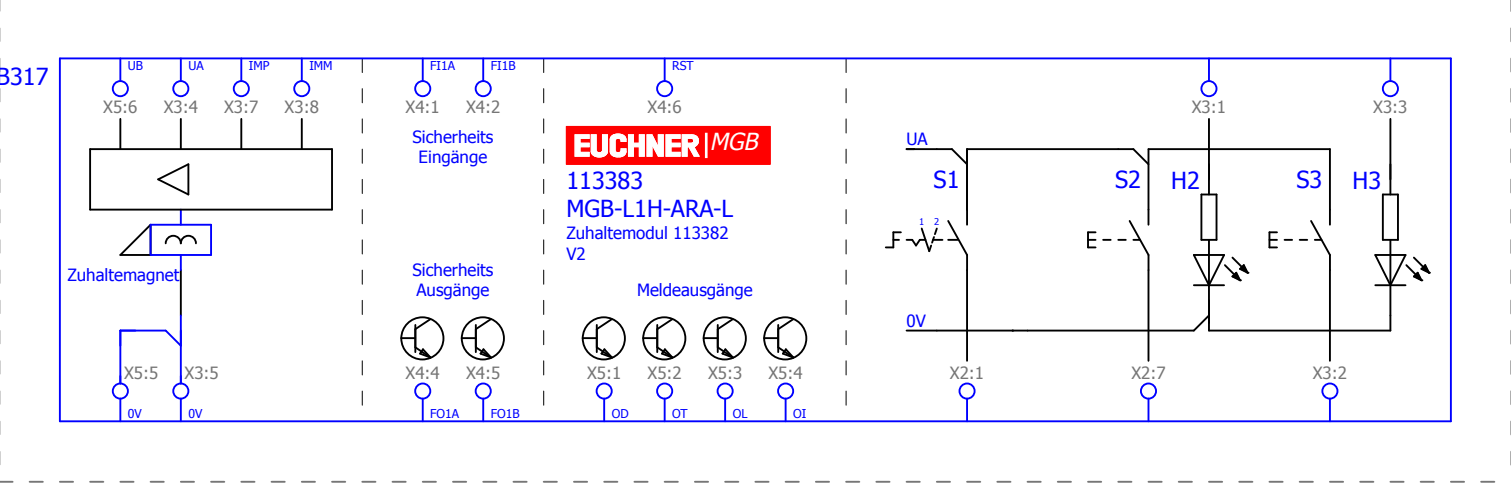 B317
UB UA IMP IMM FI1A FI1B RST
X5:6 X3:4 X3:7 X3:8 X4:1 X4:2 X4:6 X3:1 X3:3
Sicherheits
Eingänge
EUCHNER|MGB
113383
MGB-L1H-ARA-L
Zuhaltemodul 113382
V2
UA
S1 S2 H2 S3 H3
1 2
Zuhaltemagnet
Sicherheits
Ausgänge
Meldeausgänge
0V
X5:5 X3:5 X4:4 X4:5 X5:1 X5:2 X5:3 X5:4 X2:1 X2:7 X3:2
0V 0V FO1A FO1B OD OT OL OI